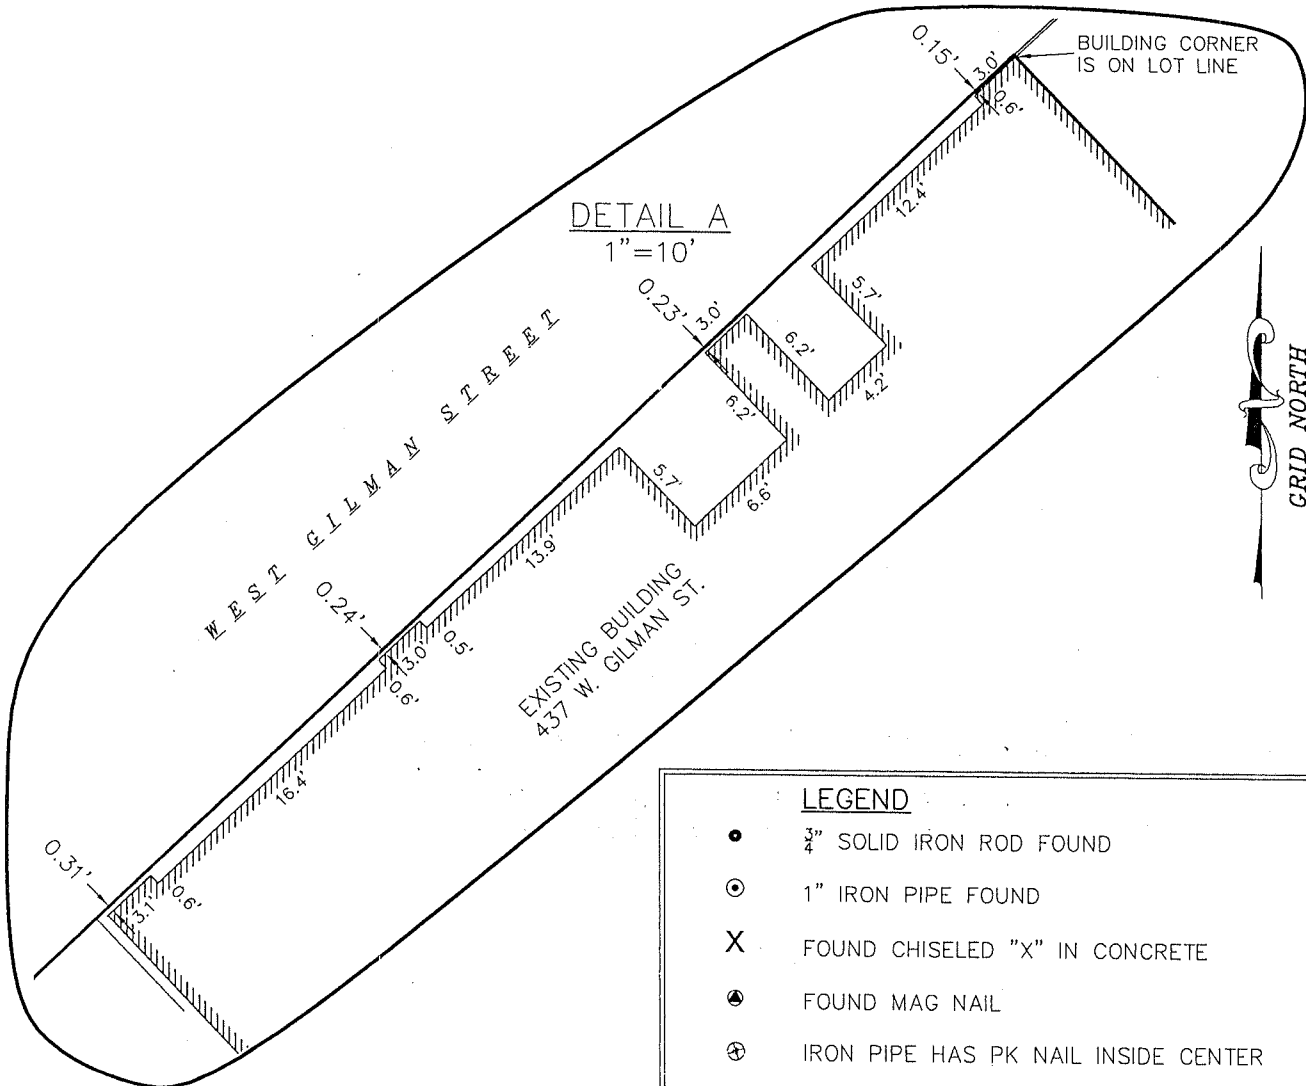 BUILDING CORNER
IS ON LOT LINE
0.15'
3.0'
0.6'
12.4'
DETAIL A
1"=10'
5.7'
0.23'
3.0'
6.2'
4.2'
6.2'
WEST GILMAN STREET
5.7'
6.6'
13.9'
GRID NORTH
EXISTING BUILDING
437 W. GILMAN ST.
0.24'
3.0'
0.5'
0.6'
16.4'
0.31'
0.6'
3.1'
LEGEND
3/4" SOLID IRON ROD FOUND
1" IRON PIPE FOUND
X FOUND CHISELED "X" IN CONCRETE
FOUND MAG NAIL
IRON PIPE HAS PK NAIL INSIDE CENTER